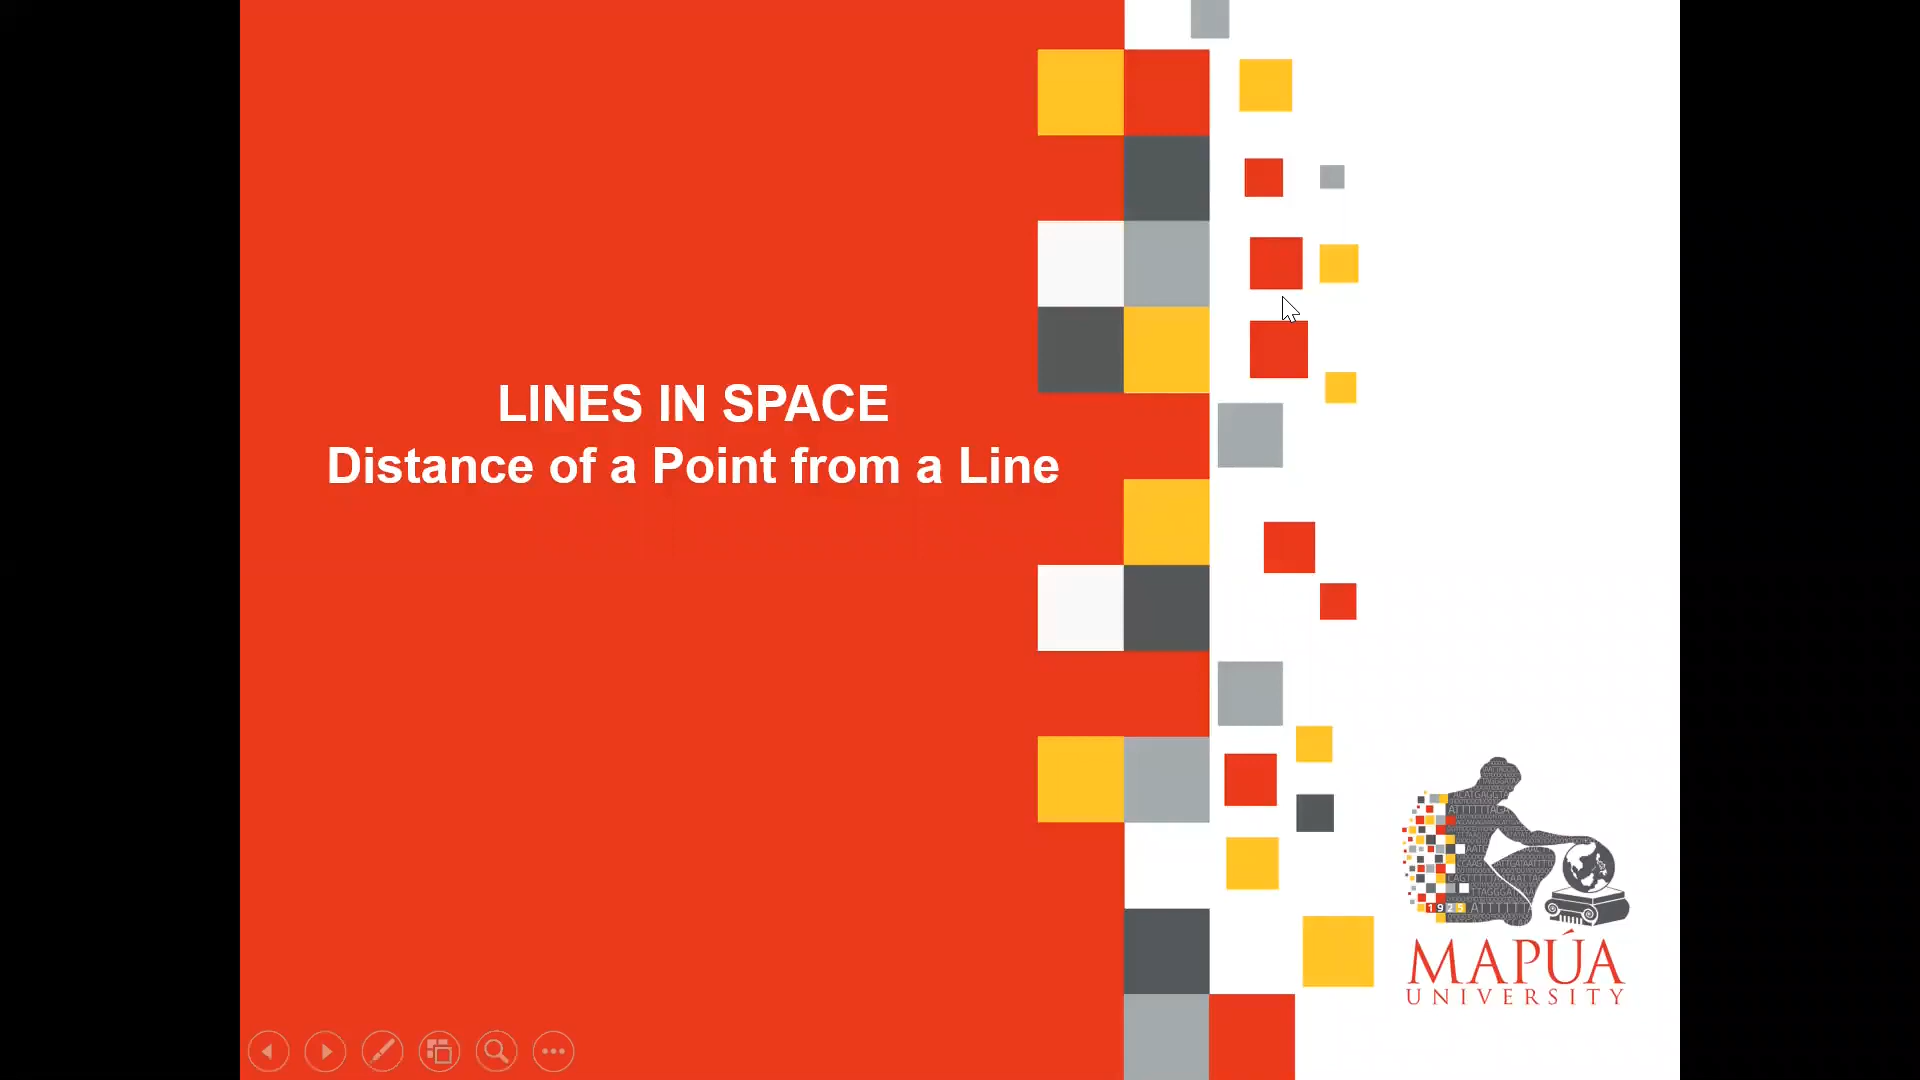 LINES IN SPACE
Distance of a Point from a Line
1925
MAPÚA
UNIVERSITY